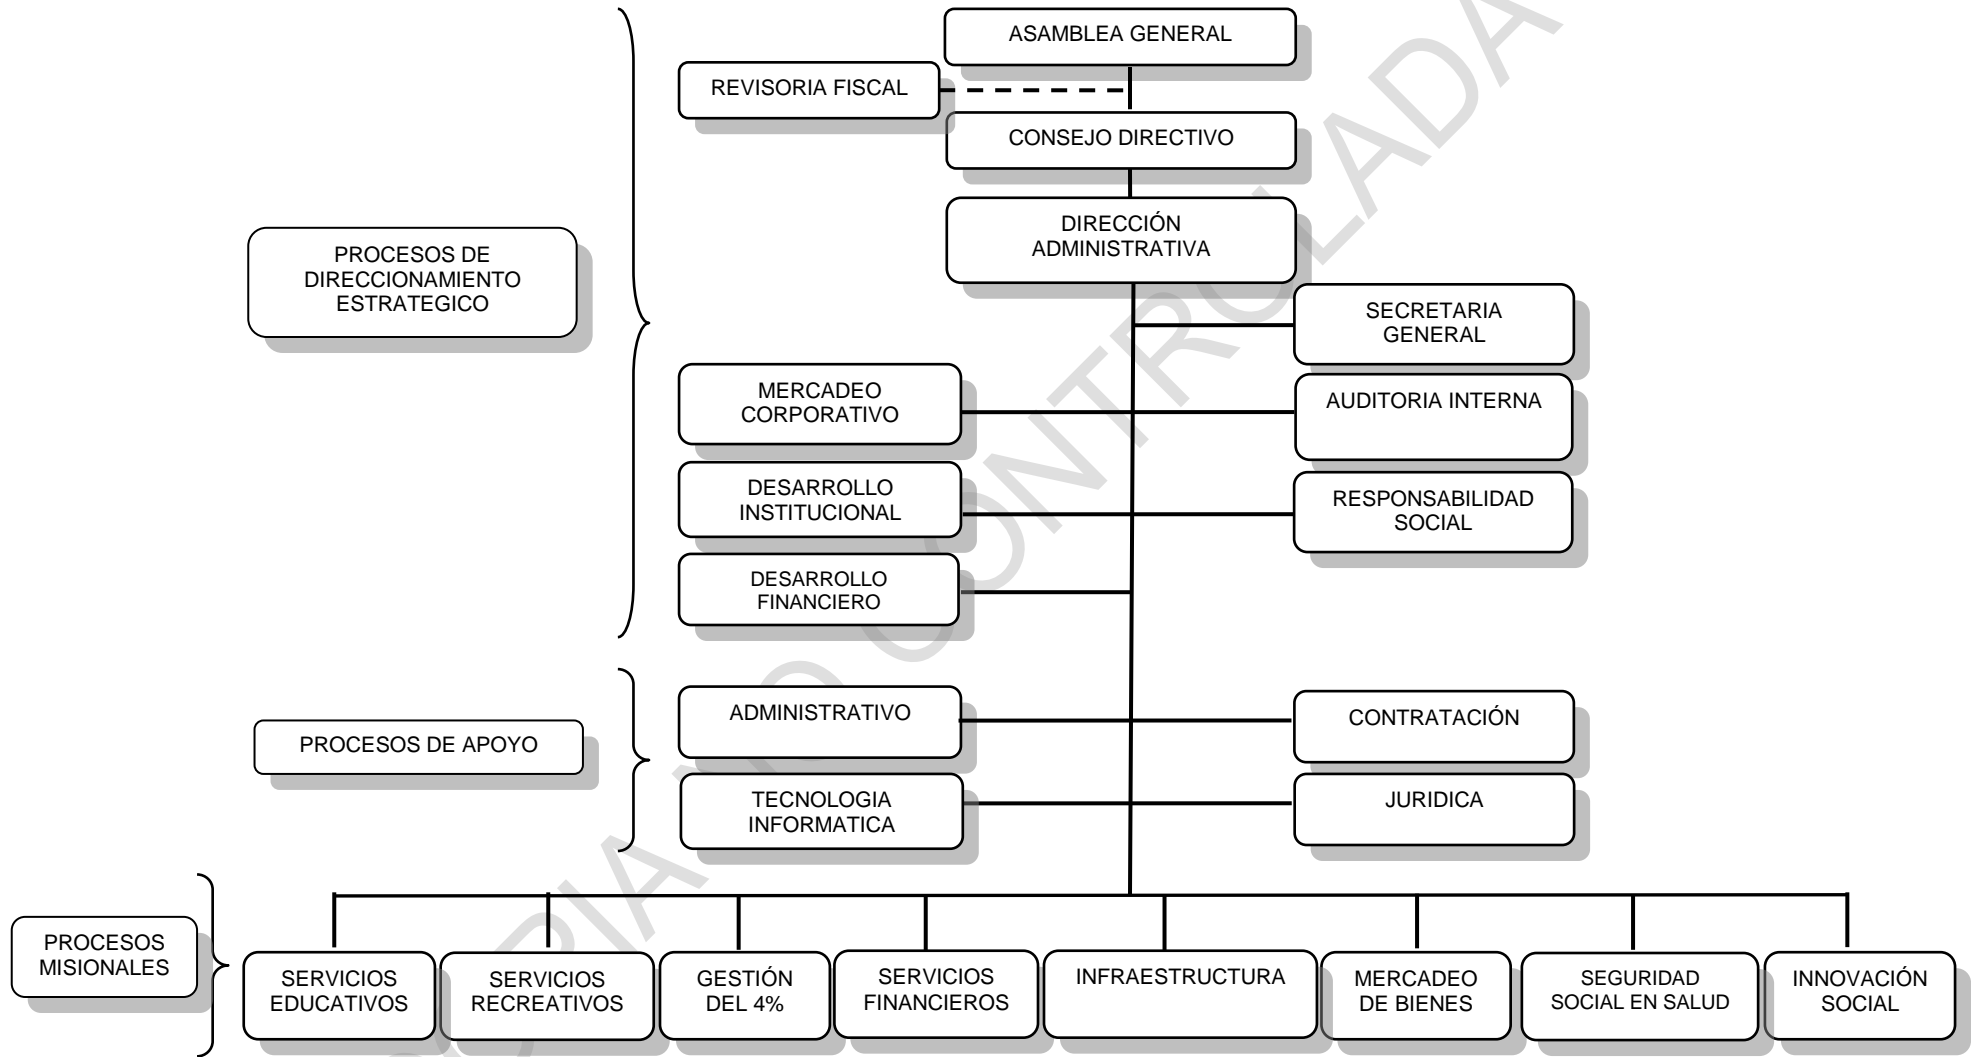 ASAMBLEA GENERAL
REVISORIA FISCAL
CONSEJO DIRECTIVO
DIRECCIÓN
ADMINISTRATIVA
PROCESOS DE
DIRECCIONAMIENTO
ESTRATEGICO
SECRETARIA
GENERAL
MERCADEO
CORPORATIVO
AUDITORIA INTERNA
DESARROLLO
INSTITUCIONAL
RESPONSABILIDAD
SOCIAL
DESARROLLO
FINANCIERO
ADMINISTRATIVO
CONTRATACIÓN
PROCESOS DE APOYO
TECNOLOGIA
INFORMATICA
JURIDICA
PROCESOS
MISIONALES
SERVICIOS
EDUCATIVOS
SERVICIOS
RECREATIVOS
GESTIÓN
DEL 4%
SERVICIOS
FINANCIEROS
INFRAESTRUCTURA
MERCADEO
DE BIENES
SEGURIDAD
SOCIAL EN SALUD
INNOVACIÓN
SOCIAL